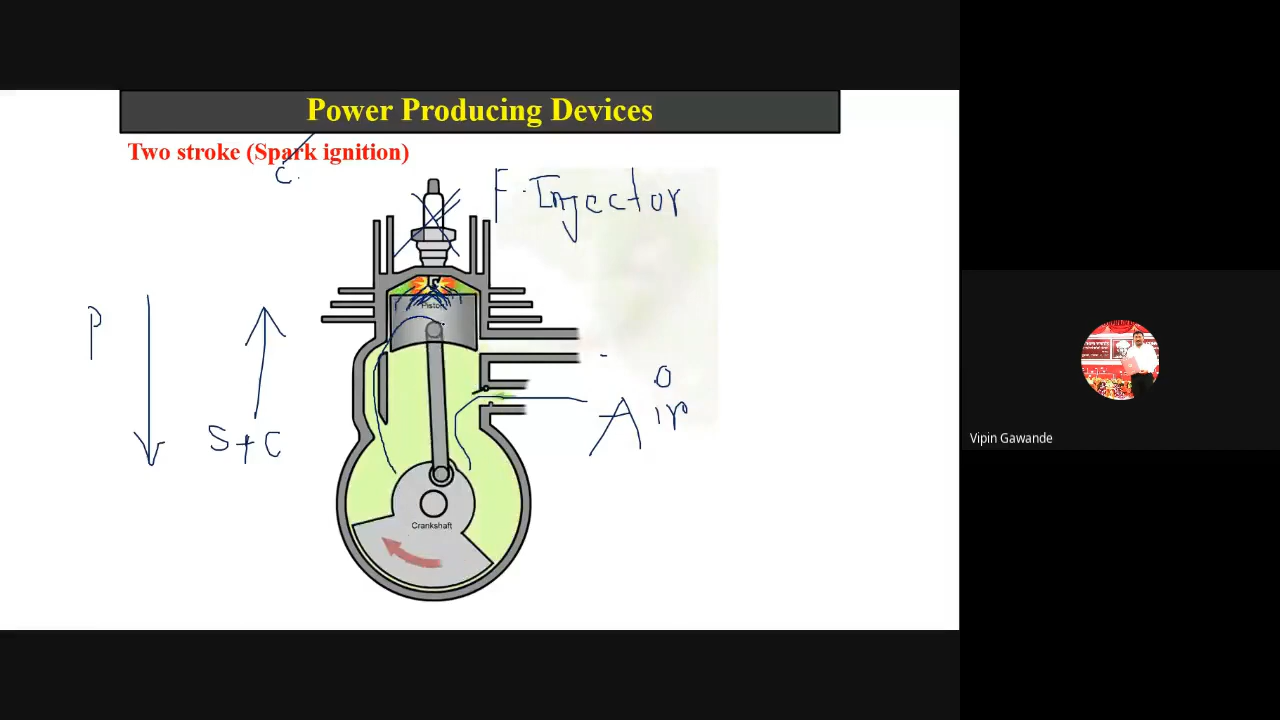 Power Producing Devices
Two stroke (Spark ignition)
C.
F. Injector
Piston
P
S+C
Air
Crankshaft
Vipin Gawande